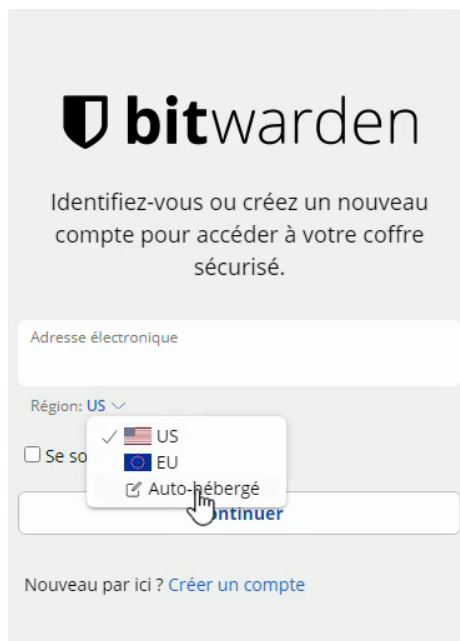 bitwarden
Identifiez-vous ou créez un nouveau
compte pour accéder à votre coffre
sécurisé.
Adresse électronique
Région: US
US
Se so
EU
Auto-hébergé
ontinuer
Nouveau par ici ? Créer un compte